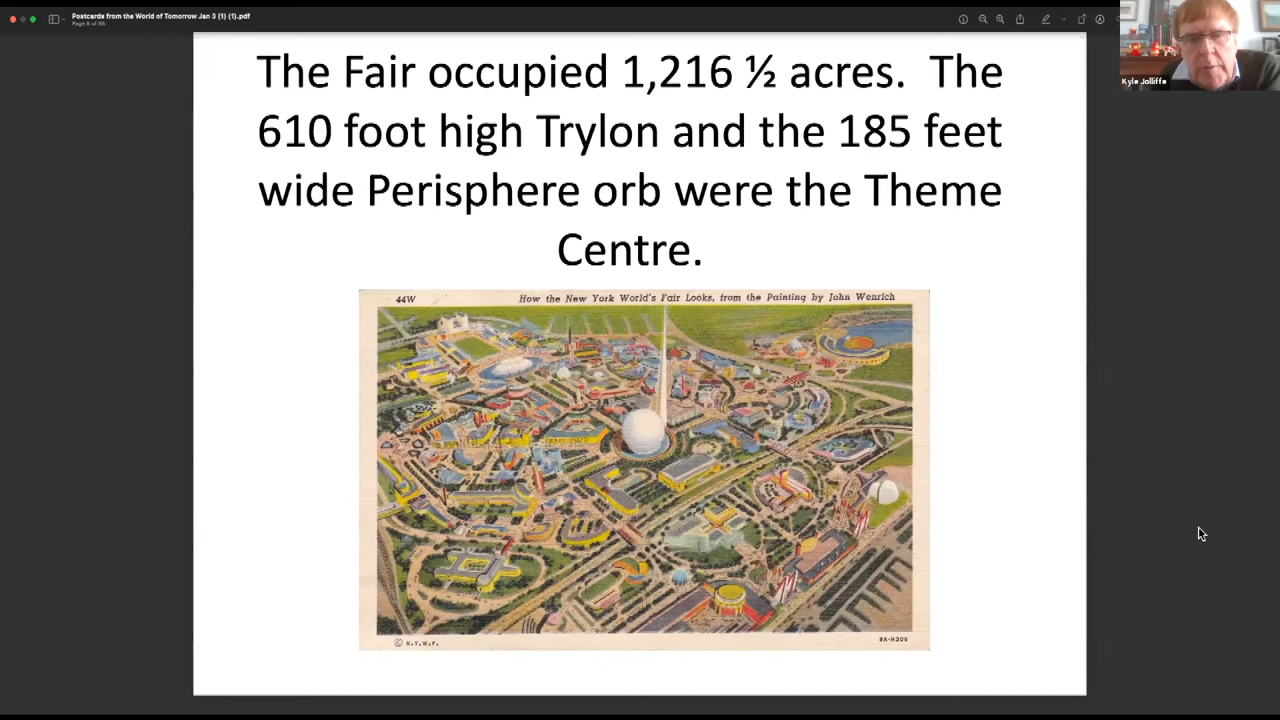 Postcards from the World of Tomorrow Jan 3 (1) (1).pdf
Kyle Jolliffe
The Fair occupied 1,216 ½ acres. The
610 foot high Trylon and the 185 feet
wide Perisphere orb were the Theme
Centre.
44W
How the New York World's Fair Looks, from the Painting by John Wenrich
© N.Y.W.F.